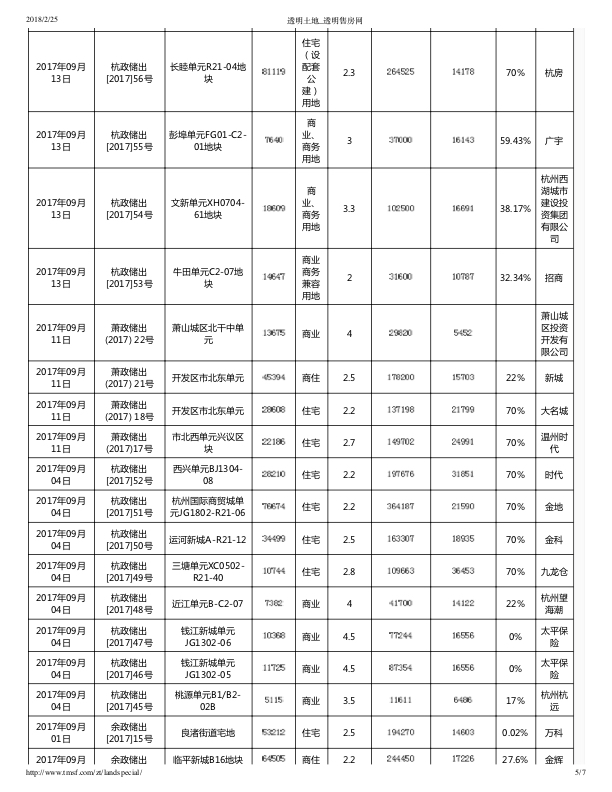 2018/2/25 透明土地_透明售房网
2017年09月13日 杭政储出[2017]56号 长睦单元R21-04地块 81119 住宅（设配套公建）用地 2.3 264525 14178 70% 杭房
2017年09月13日 杭政储出[2017]55号 彭埠单元FG01-C2-01地块 7640 商业、商务用地 3 37000 16143 59.43% 广宇
2017年09月13日 杭政储出[2017]54号 文新单元XH0704-61地块 18609 商业、商务用地 3.3 102500 16691 38.17% 杭州西湖城市建设投资集团有限公司
2017年09月13日 杭政储出[2017]53号 牛田单元C2-07地块 14647 商业商务兼容用地 2 31600 10787 32.34% 招商
2017年09月11日 萧政储出(2017) 22号 萧山城区北干中单元 13675 商业 4 29820 5452 萧山城区投资开发有限公司
2017年09月11日 萧政储出(2017) 21号 开发区市北东单元 45394 商住 2.5 178200 15703 22% 新城
2017年09月11日 萧政储出(2017) 18号 开发区市北东单元 28608 住宅 2.2 137198 21799 70% 大名城
2017年09月11日 萧政储出(2017)17号 市北西单元兴议区块 22186 住宅 2.7 149702 24991 70% 温州时代
2017年09月04日 杭政储出[2017]52号 西兴单元BJ1304-08 28210 住宅 2.2 197676 31851 70% 时代
2017年09月04日 杭政储出[2017]51号 杭州国际商贸城单元JG1802-R21-06 76674 住宅 2.2 364187 21590 70% 金地
2017年09月04日 杭政储出[2017]50号 运河新城A-R21-12 34499 住宅 2.5 163307 18935 70% 金科
2017年09月04日 杭政储出[2017]49号 三塘单元XC0502-R21-40 10744 住宅 2.8 109663 36453 70% 九龙仓
2017年09月04日 杭政储出[2017]48号 近江单元B-C2-07 7382 商业 4 41700 14122 22% 杭州望海潮
2017年09月04日 杭政储出[2017]47号 钱江新城单元JG1302-06 10368 商业 4.5 77244 16556 0% 太平保险
2017年09月04日 杭政储出[2017]46号 钱江新城单元JG1302-05 11725 商业 4.5 87354 16556 0% 太平保险
2017年09月04日 杭政储出[2017]45号 桃源单元B1/B2-02B 5115 商业 3.5 11611 6486 17% 杭州杭远
2017年09月01日 余政储出[2017]15号 良渚街道宅地 53212 住宅 2.5 194270 14603 0.02% 万科
2017年09月 余政储出 临平新城B16地块 64505 商住 2.2 244450 17226 27.6% 金辉
http://www.tmsf.com/zt/landspecial/ 5/7